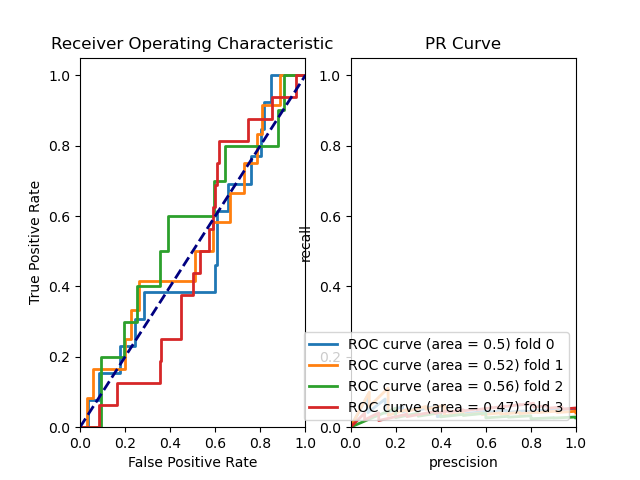 Receiver Operating Characteristic
PR Curve
1.0
0.8
0.6
0.4
0.2
0.0
True Positive Rate
0.0 0.2 0.4 0.6 0.8 1.0
False Positive Rate
1.0
0.8
0.6
0.4
0.2
0.0
recall
ROC curve (area = 0.5) fold 0
ROC curve (area = 0.52) fold 1
ROC curve (area = 0.56) fold 2
ROC curve (area = 0.47) fold 3
0.0 0.2 0.4 0.6 0.8 1.0
prescision